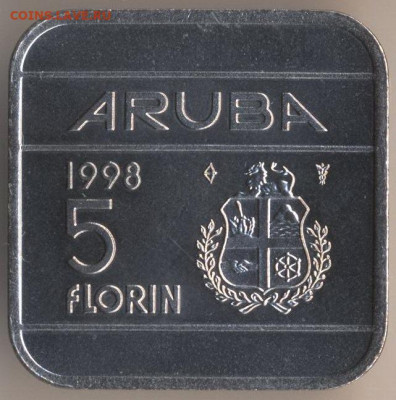 COINS.LAVE.RU
ARUBA
1998
5
FLORIN